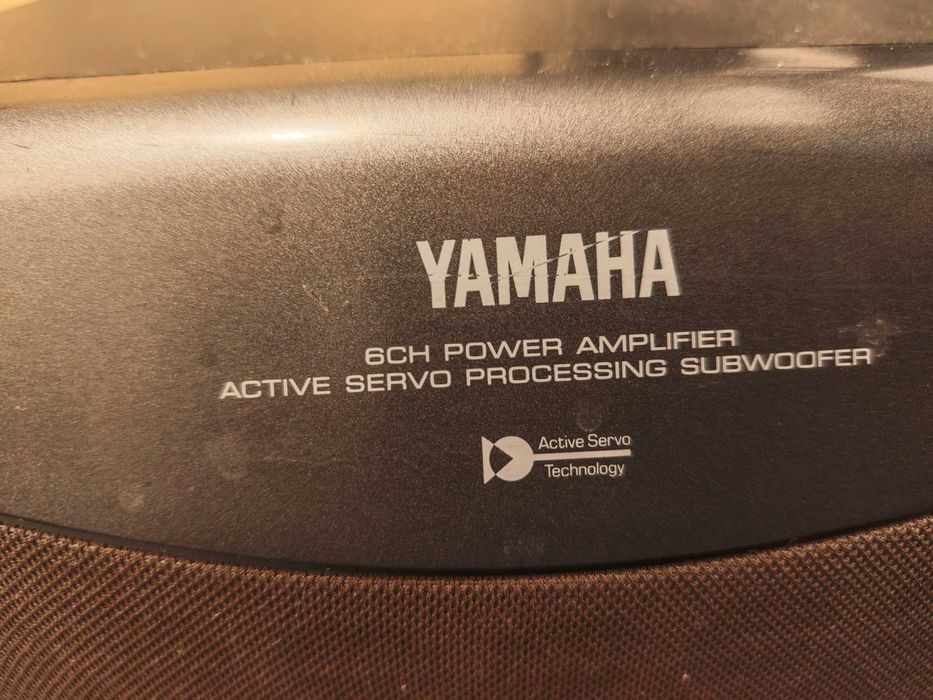 YAMAHA
6CH POWER AMPLIFIER
ACTIVE SERVO PROCESSING SUBWOOFER
Active Servo
Technology